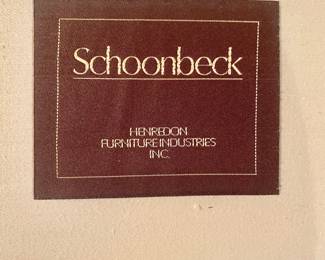 Schoonbeck
HENREDON
FURNITURE INDUSTRIES
INC.